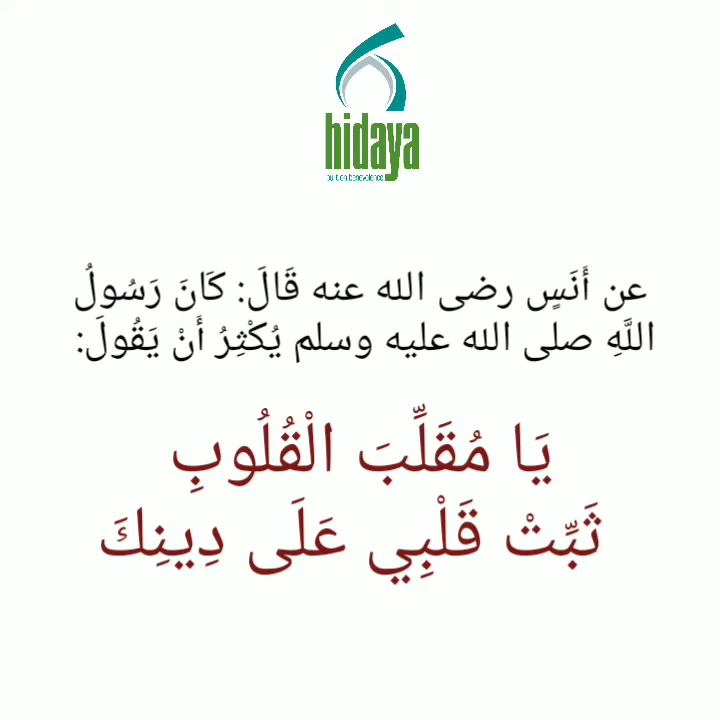 hidaya
عن أَنَسٍ رضى الله عنه قَالَ: كَانَ رَسُولُ
اللَّهِ صلى الله عليه وسلم يُكْثِرُ أَنْ يَقُولَ:
يَا مُقَلِّبَ الْقُلُوبِ
ثَبِّتْ قَلْبِي عَلَى دِينِكَ